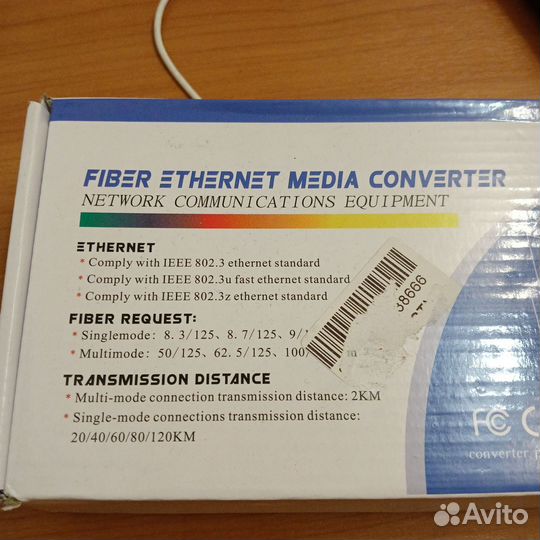 FIBER ETHERNET MEDIA CONVERTER
NETWORK COMMUNICATIONS EQUIPMENT
ETHERNET
* Comply with IEEE 802.3 ethernet standard
* Comply with IEEE 802.3u fast ethernet standard
* Comply with IEEE 802.3z ethernet standard
FIBER REQUEST:
* Singlemode: 8.3/125、8.7/125、9/
* Multimode: 50/125、62.5/125、100
38666
TRANSMISSION DISTANCE
* Multi-mode connection transmission distance: 2KM
* Single-mode connections transmission distance:
20/40/60/80/120KM
FC
converter
Avito